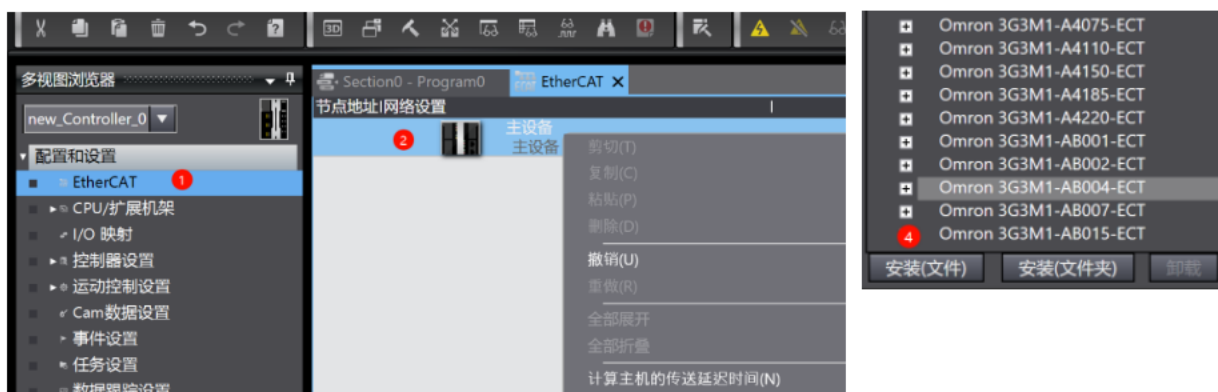 多视图浏览器
new_Controller_0
配置和设置
EtherCAT 1
CPU/扩展机架
I/O 映射
控制器设置
运动控制设置
Cam数据设置
事件设置
任务设置
数据跟踪设置
Section0 - Program0
EtherCAT
节点地址|网络设置
2 主设备
主设备
剪切(T)
复制(C)
粘贴(P)
删除(D)
撤销(U)
重做(R)
全部展开
全部折叠
计算主机的传送延迟时间(N)
Omron 3G3M1-A4075-ECT
Omron 3G3M1-A4110-ECT
Omron 3G3M1-A4150-ECT
Omron 3G3M1-A4185-ECT
Omron 3G3M1-A4220-ECT
Omron 3G3M1-AB001-ECT
Omron 3G3M1-AB002-ECT
Omron 3G3M1-AB004-ECT
Omron 3G3M1-AB007-ECT
4 Omron 3G3M1-AB015-ECT
安装(文件) 安装(文件夹) 卸载